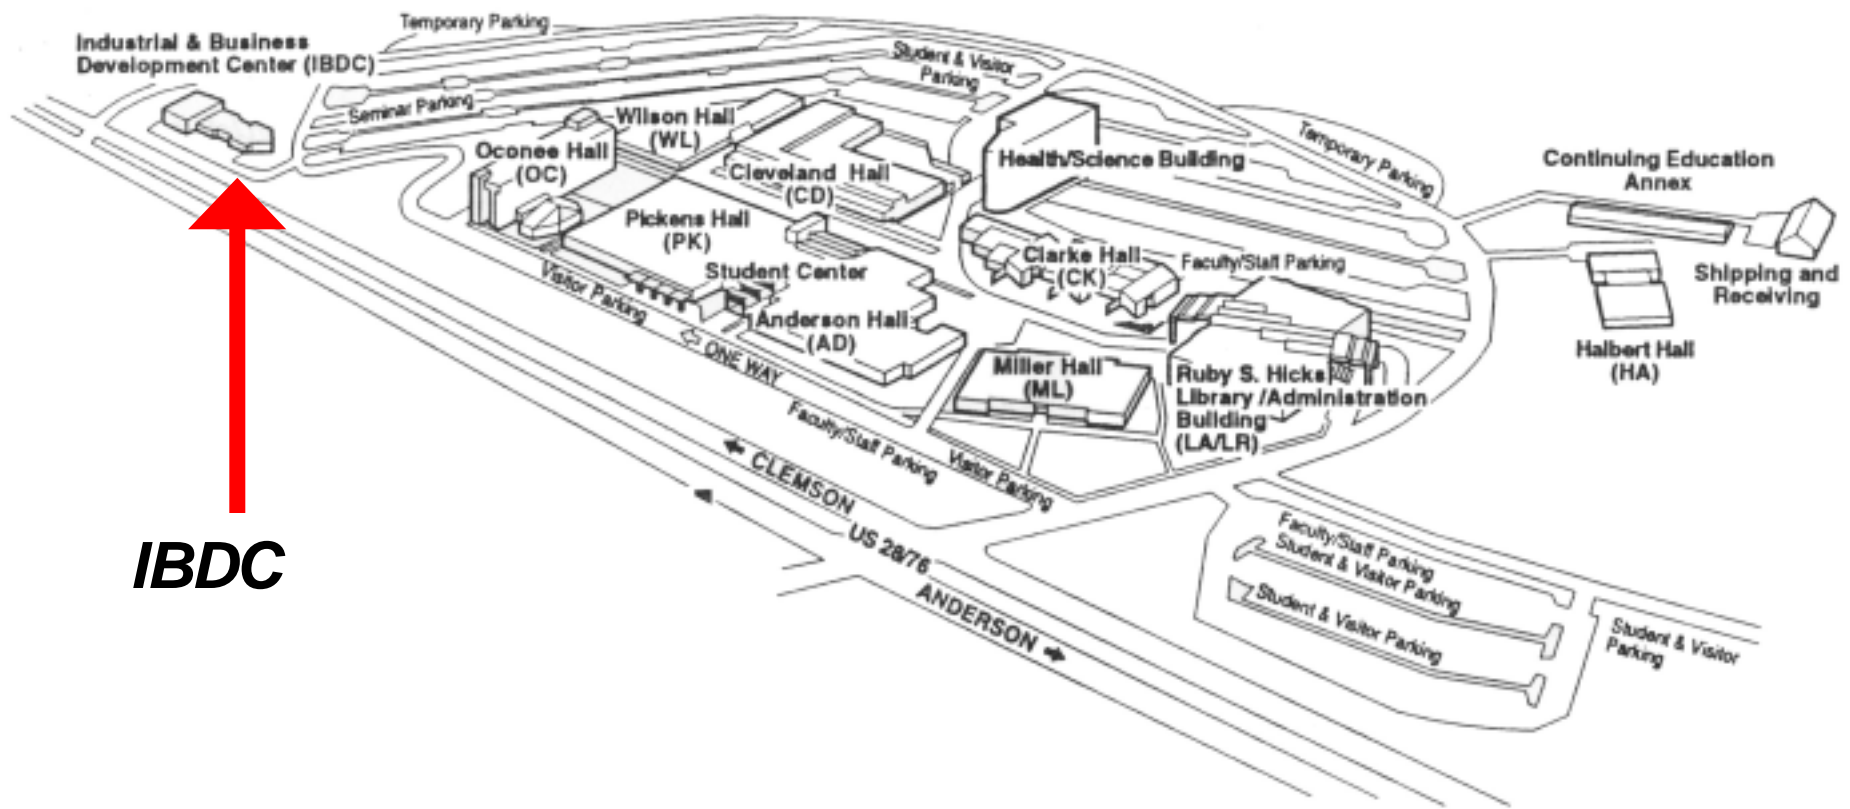 Temporary Parking
Industrial & Business
Development Center (IBDC)
Student & Visitor
Parking
Seminar Parking
Wilson Hall
(WL)
Oconee Hall
(OC)
Cleveland Hall
(CD)
Health/Science Building
Temporary Parking
Continuing Education
Annex
Pickens Hall
(PK)
Student Center
Clarke Hall
(CK)
Faculty/Staff Parking
Shipping and
Receiving
Visitor Parking
Anderson Hall
(AD)
ONE WAY
Miller Hall
(ML)
Halbert Hall
(HA)
Ruby S. Hicks
Library /Administration
Building
(LA/LR)
Faculty/Staff Parking
Visitor Parking
CLEMSON
US 28/76
ANDERSON
IBDC
Faculty/Staff Parking
Student & Visitor Parking
Student & Visitor Parking
Student & Visitor
Parking